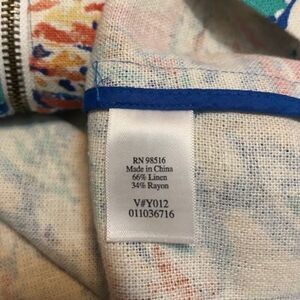 RN 98516
Made in China
66% Linen
34% Rayon
V#Y012
011036716